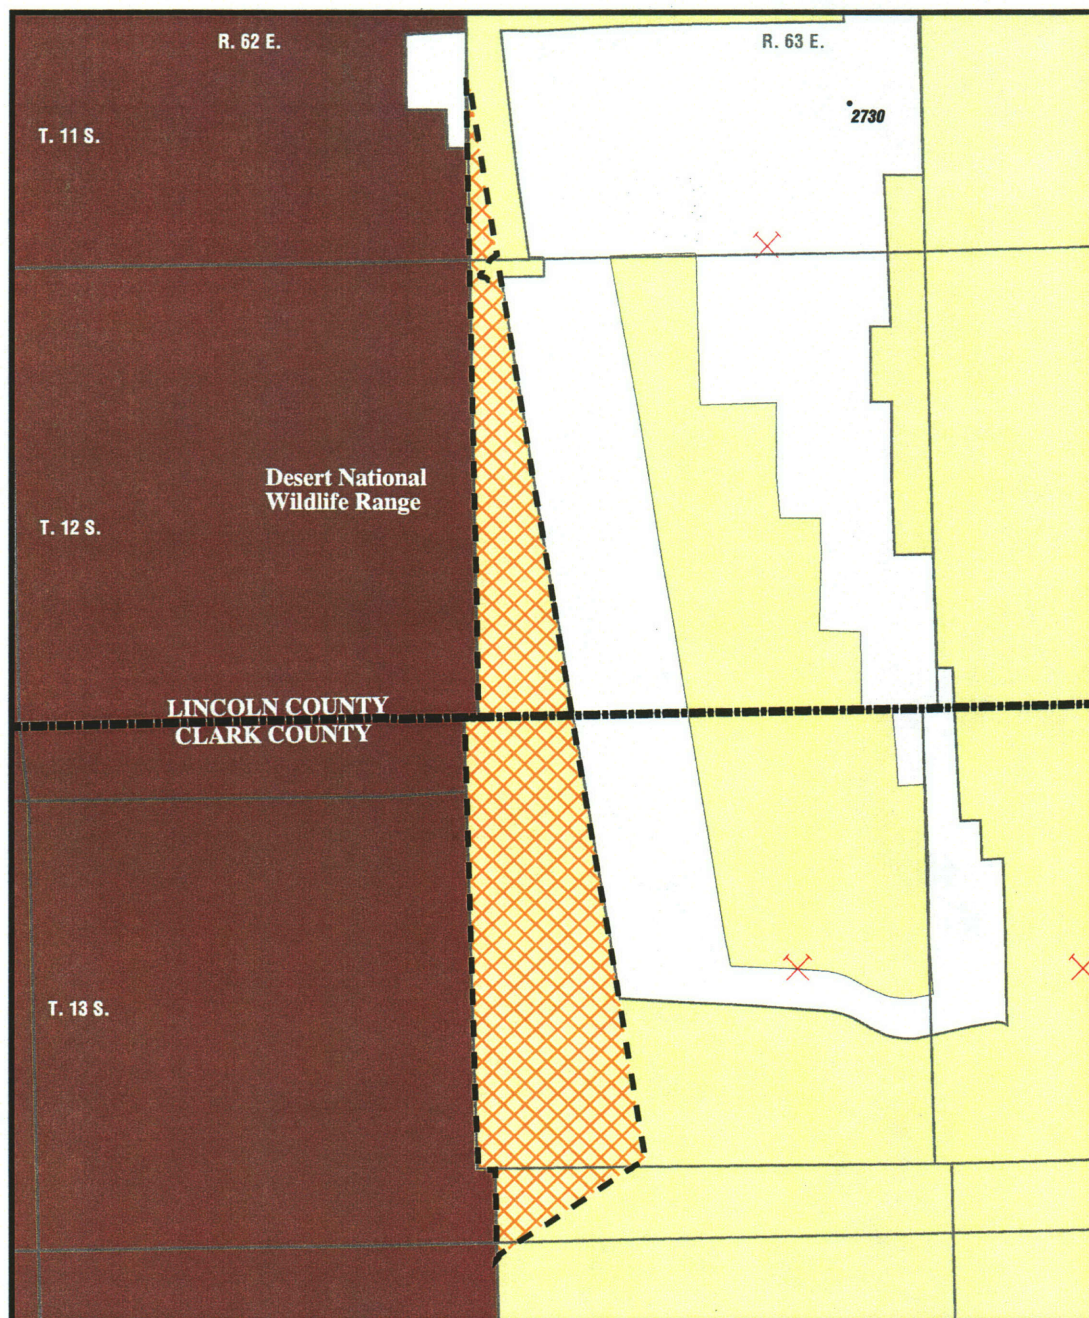 R. 62 E.
R. 63 E.
2730
T. 11 S.
Desert National
Wildlife Range
T. 12 S.
LINCOLN COUNTY
CLARK COUNTY
T. 13 S.